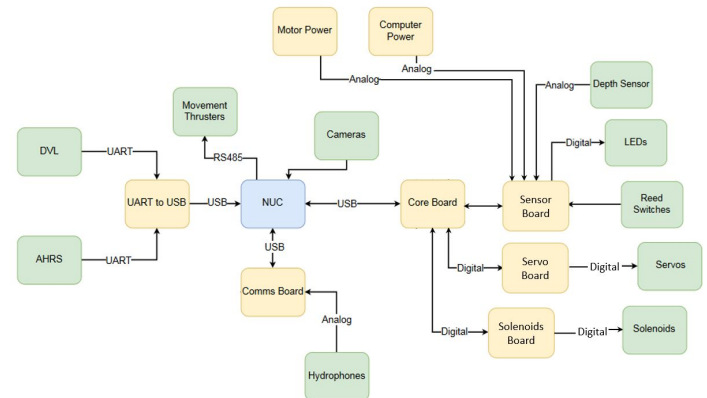 Motor Power
Computer
Power
Analog
Analog
Analog
Depth Sensor
Movement
Thrusters
Cameras
Digital
LEDs
RS485
DVL
UART
UART to USB
USB
NUC
USB
Core Board
Sensor
Board
Reed
Switches
USB
AHRS
UART
Digital
Servo
Board
Digital
Servos
Comms Board
Analog
Digital
Solenoids
Board
Digital
Solenoids
Hydrophones